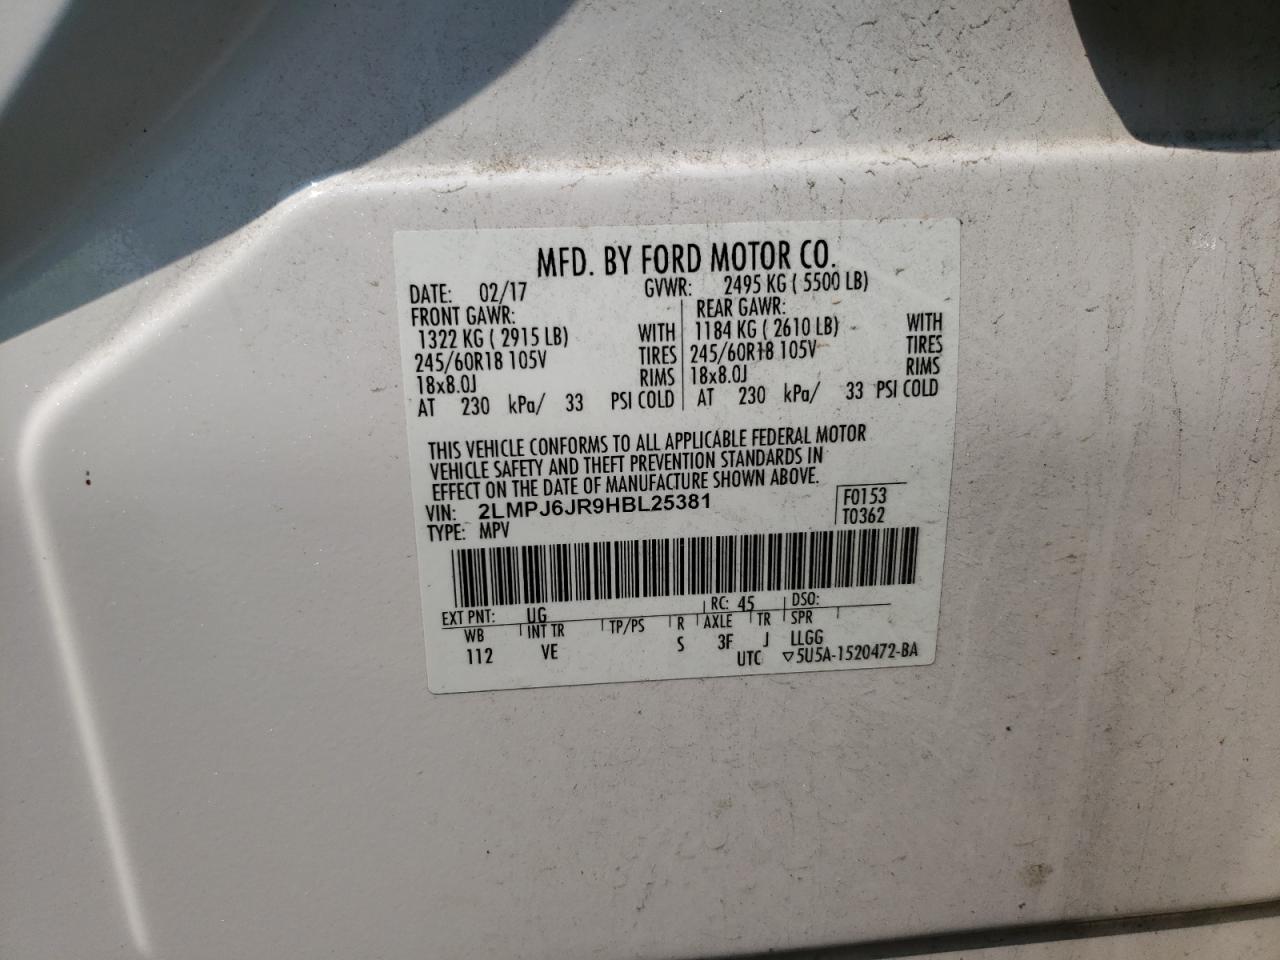 MFD. BY FORD MOTOR CO.
DATE: 02/17 GVWR: 2495 KG ( 5500 LB)
FRONT GAWR: REAR GAWR:
1322 KG ( 2915 LB) WITH 1184 KG ( 2610 LB) WITH
245/60R18 105V TIRES 245/60R18 105V TIRES
18x8.0J RIMS 18x8.0J RIMS
AT 230 kPa/ 33 PSI COLD AT 230 kPa/ 33 PSI COLD
THIS VEHICLE CONFORMS TO ALL APPLICABLE FEDERAL MOTOR
VEHICLE SAFETY AND THEFT PREVENTION STANDARDS IN
EFFECT ON THE DATE OF MANUFACTURE SHOWN ABOVE.
VIN: 2LMPJ6JR9HBL25381 F0153
TYPE: MPV T0362
EXT PNT: UG RC: 45 DSO:
WB INT TR TP/PS R AXLE TR SPR
112 VE S 3F J LLGG
UTC ▽5U5A-1520472-BA